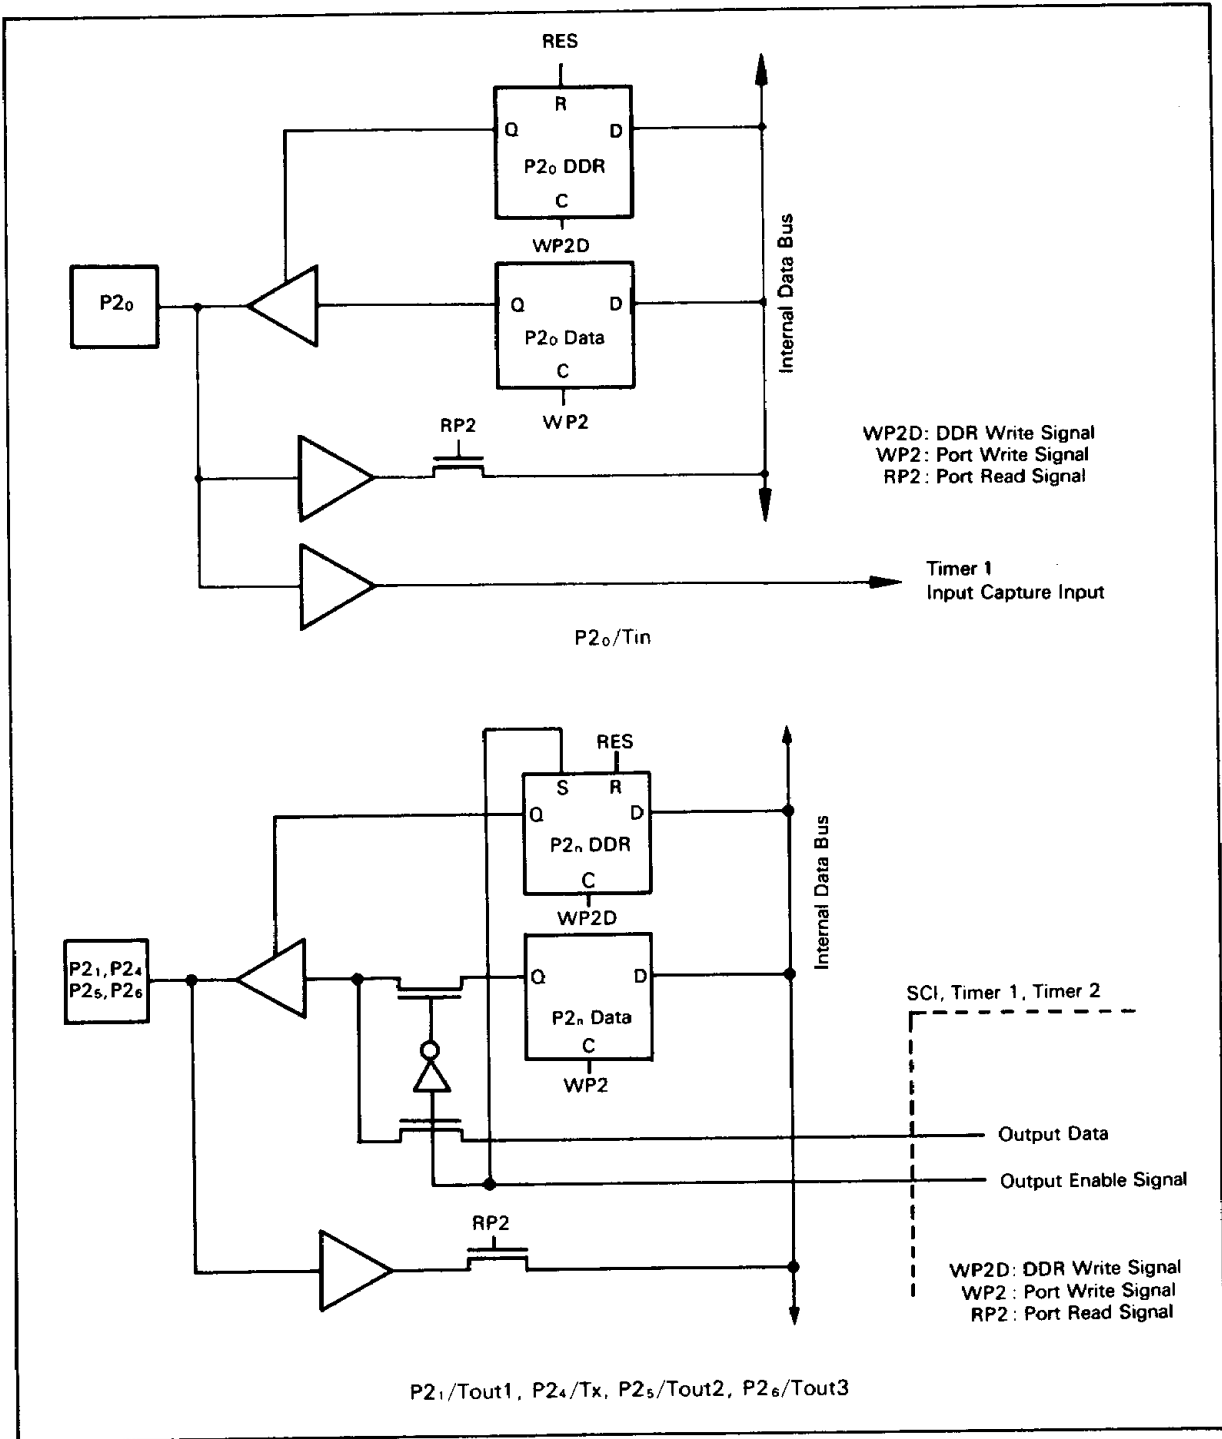 RES
R
Q D
P2₀ DDR
C
WP2D
P2₀
Q D
P2₀ Data
C
WP2
Internal Data Bus
RP2
WP2D: DDR Write Signal
WP2: Port Write Signal
RP2: Port Read Signal
Timer 1
Input Capture Input
P2₀/Tin
RES
S R
Q D
P2ₙ DDR
C
WP2D
Internal Data Bus
P2₁, P2₄
P2₅, P2₆
Q D
P2ₙ Data
C
WP2
SCI, Timer 1, Timer 2
Output Data
Output Enable Signal
RP2
WP2D: DDR Write Signal
WP2: Port Write Signal
RP2: Port Read Signal
P2₁/Tout1, P2₄/Tx, P2₅/Tout2, P2₆/Tout3